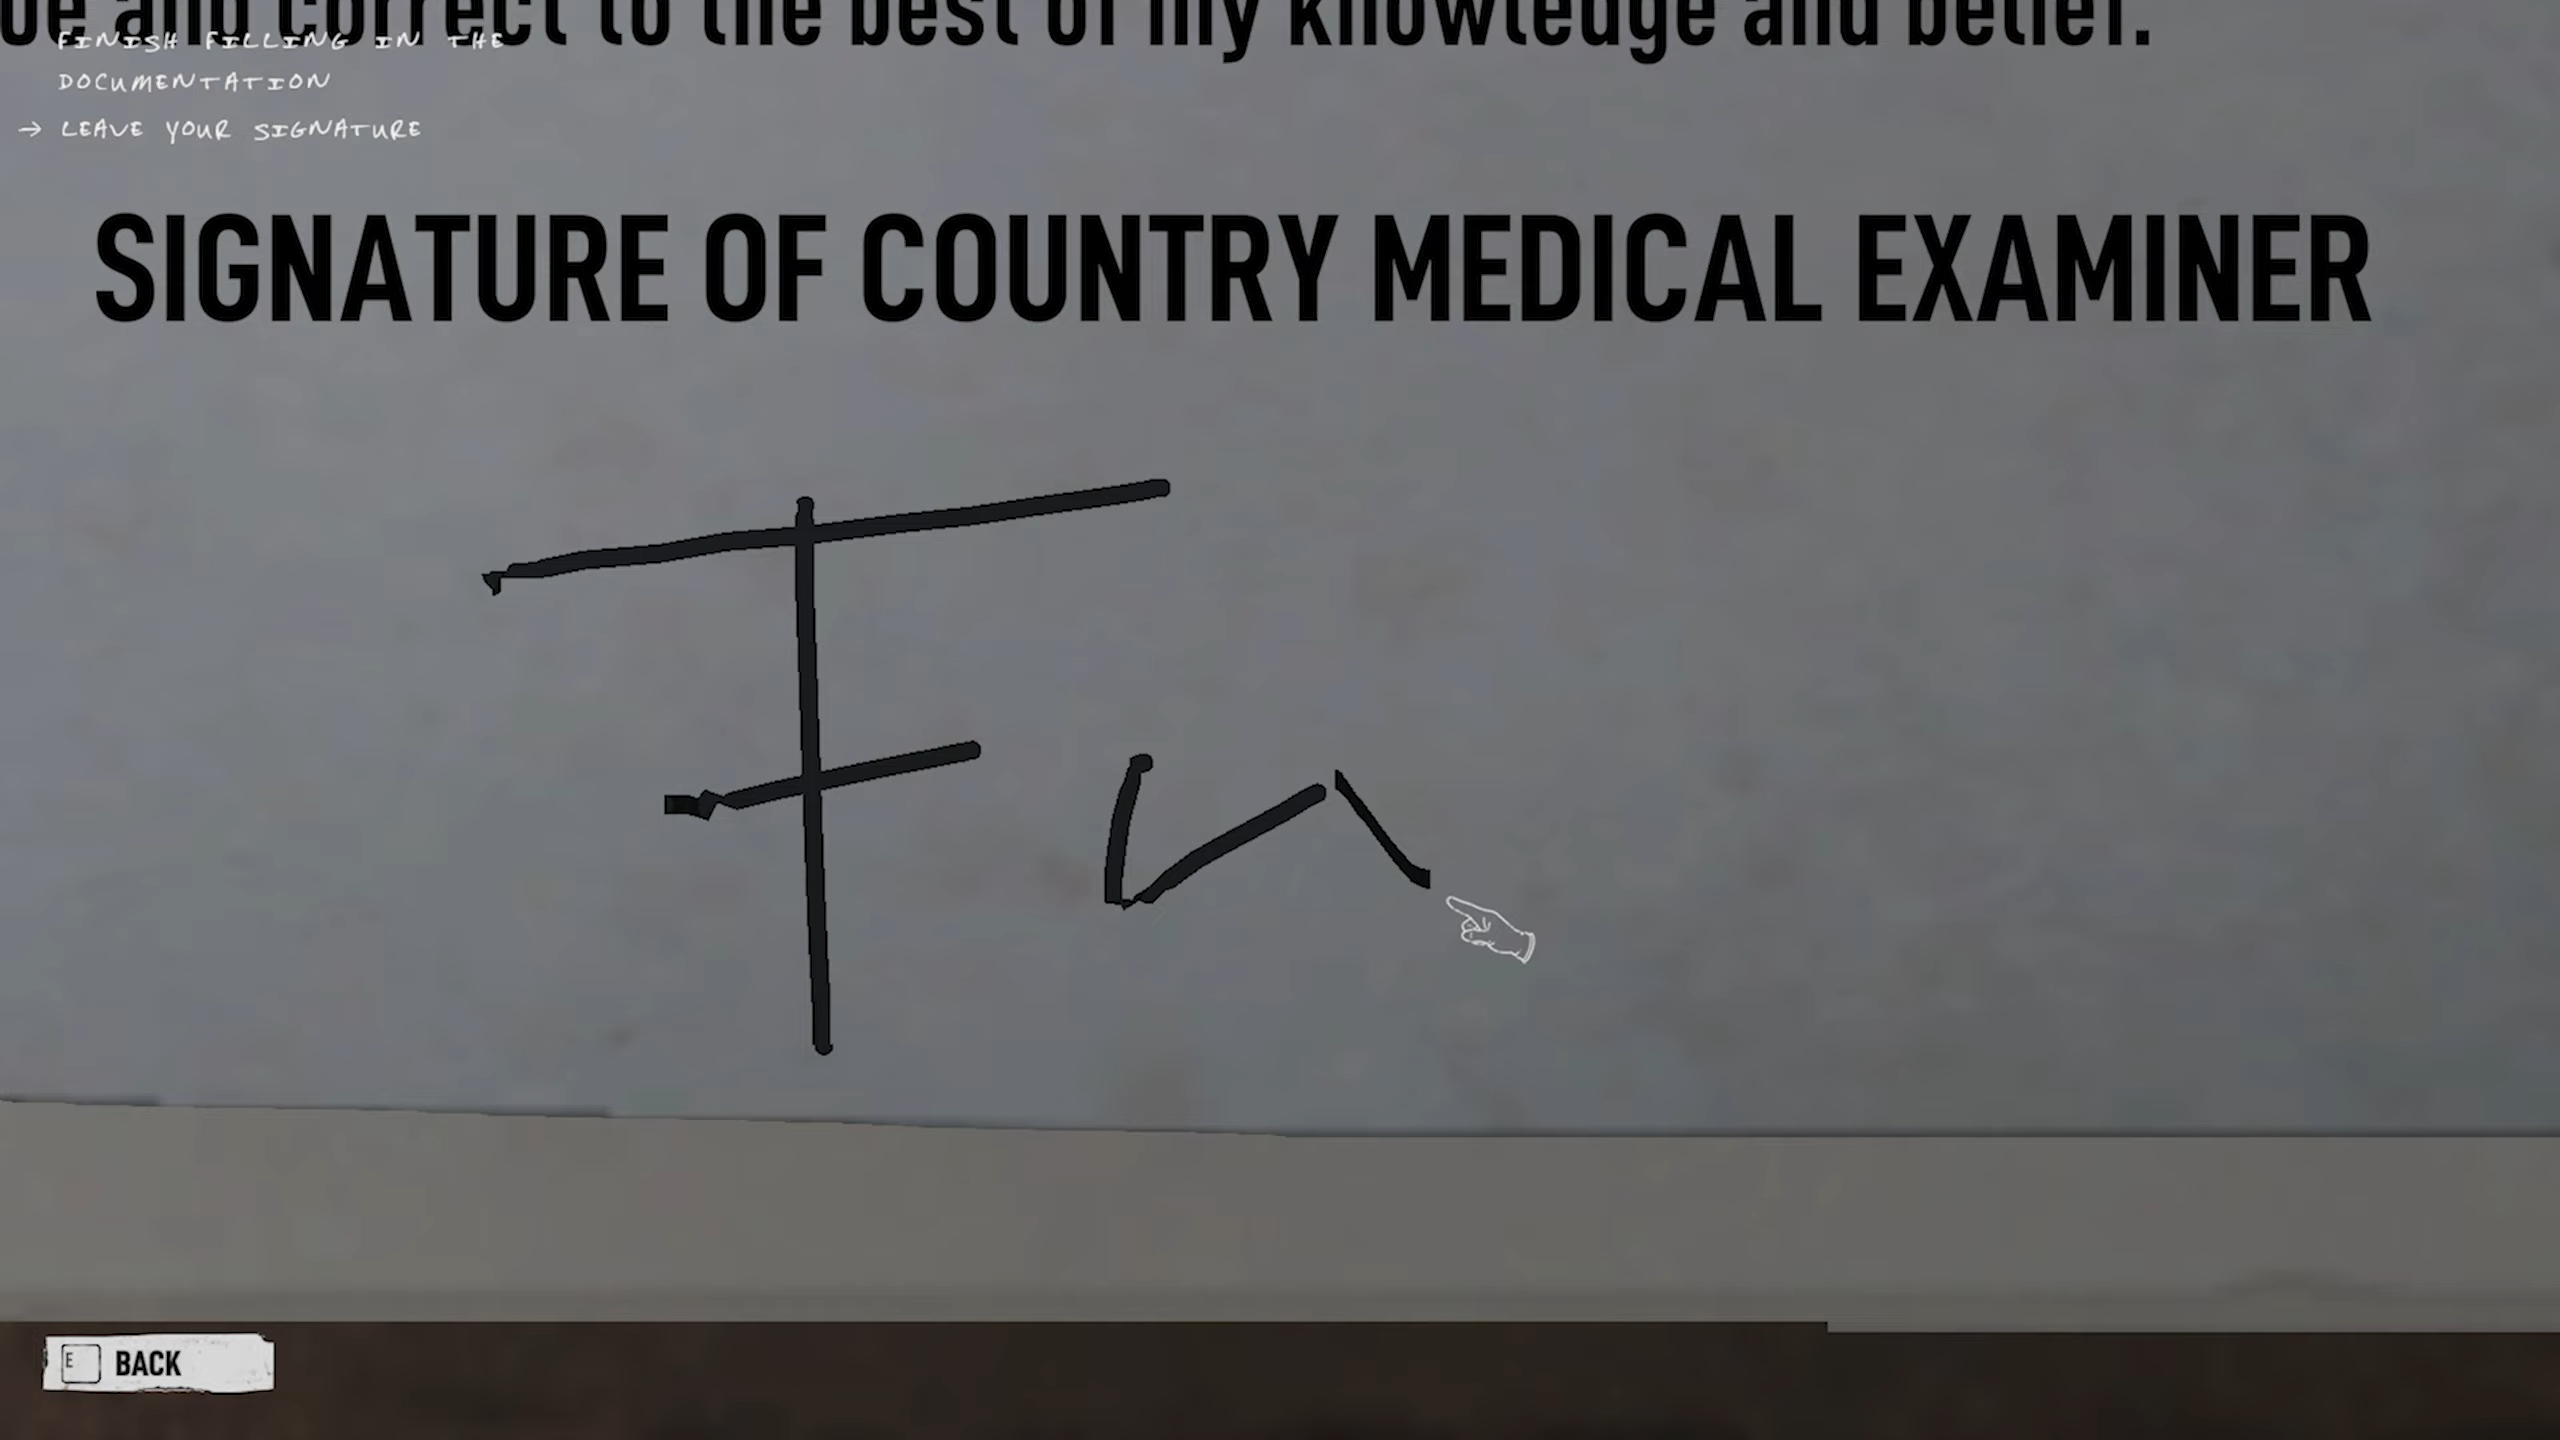 ue and correct to the best of my knowledge and belief.
FINISH FILLING IN THE
DOCUMENTATION
→ LEAVE YOUR SIGNATURE
SIGNATURE OF COUNTRY MEDICAL EXAMINER
E BACK